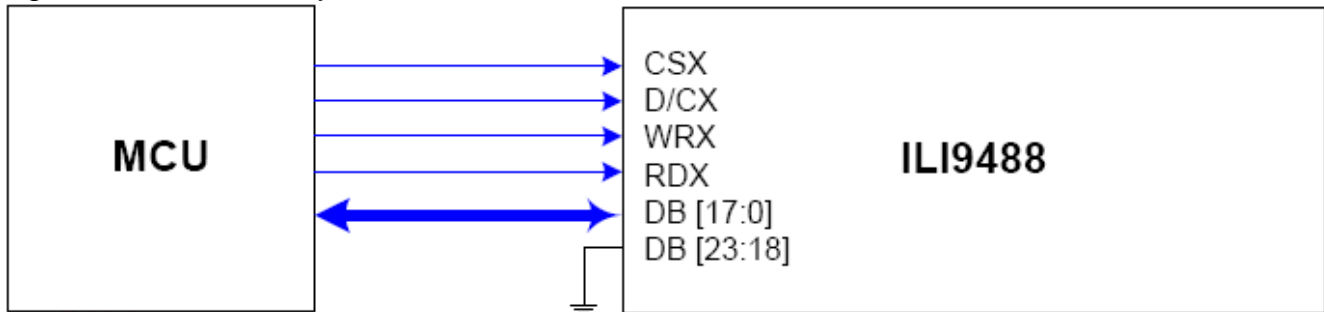 MCU
CSX
D/CX
WRX
RDX
DB [17:0]
DB [23:18]
ILI9488